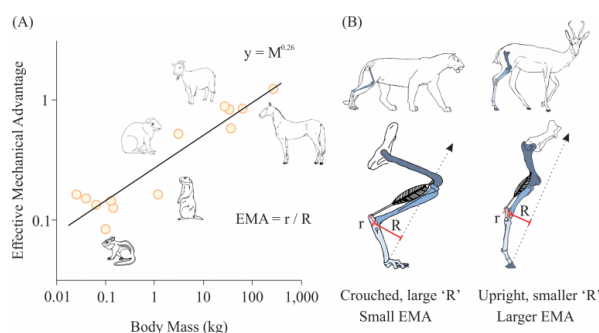 (A)
y = M^0.26
Effective Mechanical Advantage
1
0.1
EMA = r / R
0.01
0.1
1
10
100
1,000
Body Mass (kg)
(B)
r
R
r
R
Crouched, large ‘R’
Small EMA
Upright, smaller ‘R’
Larger EMA